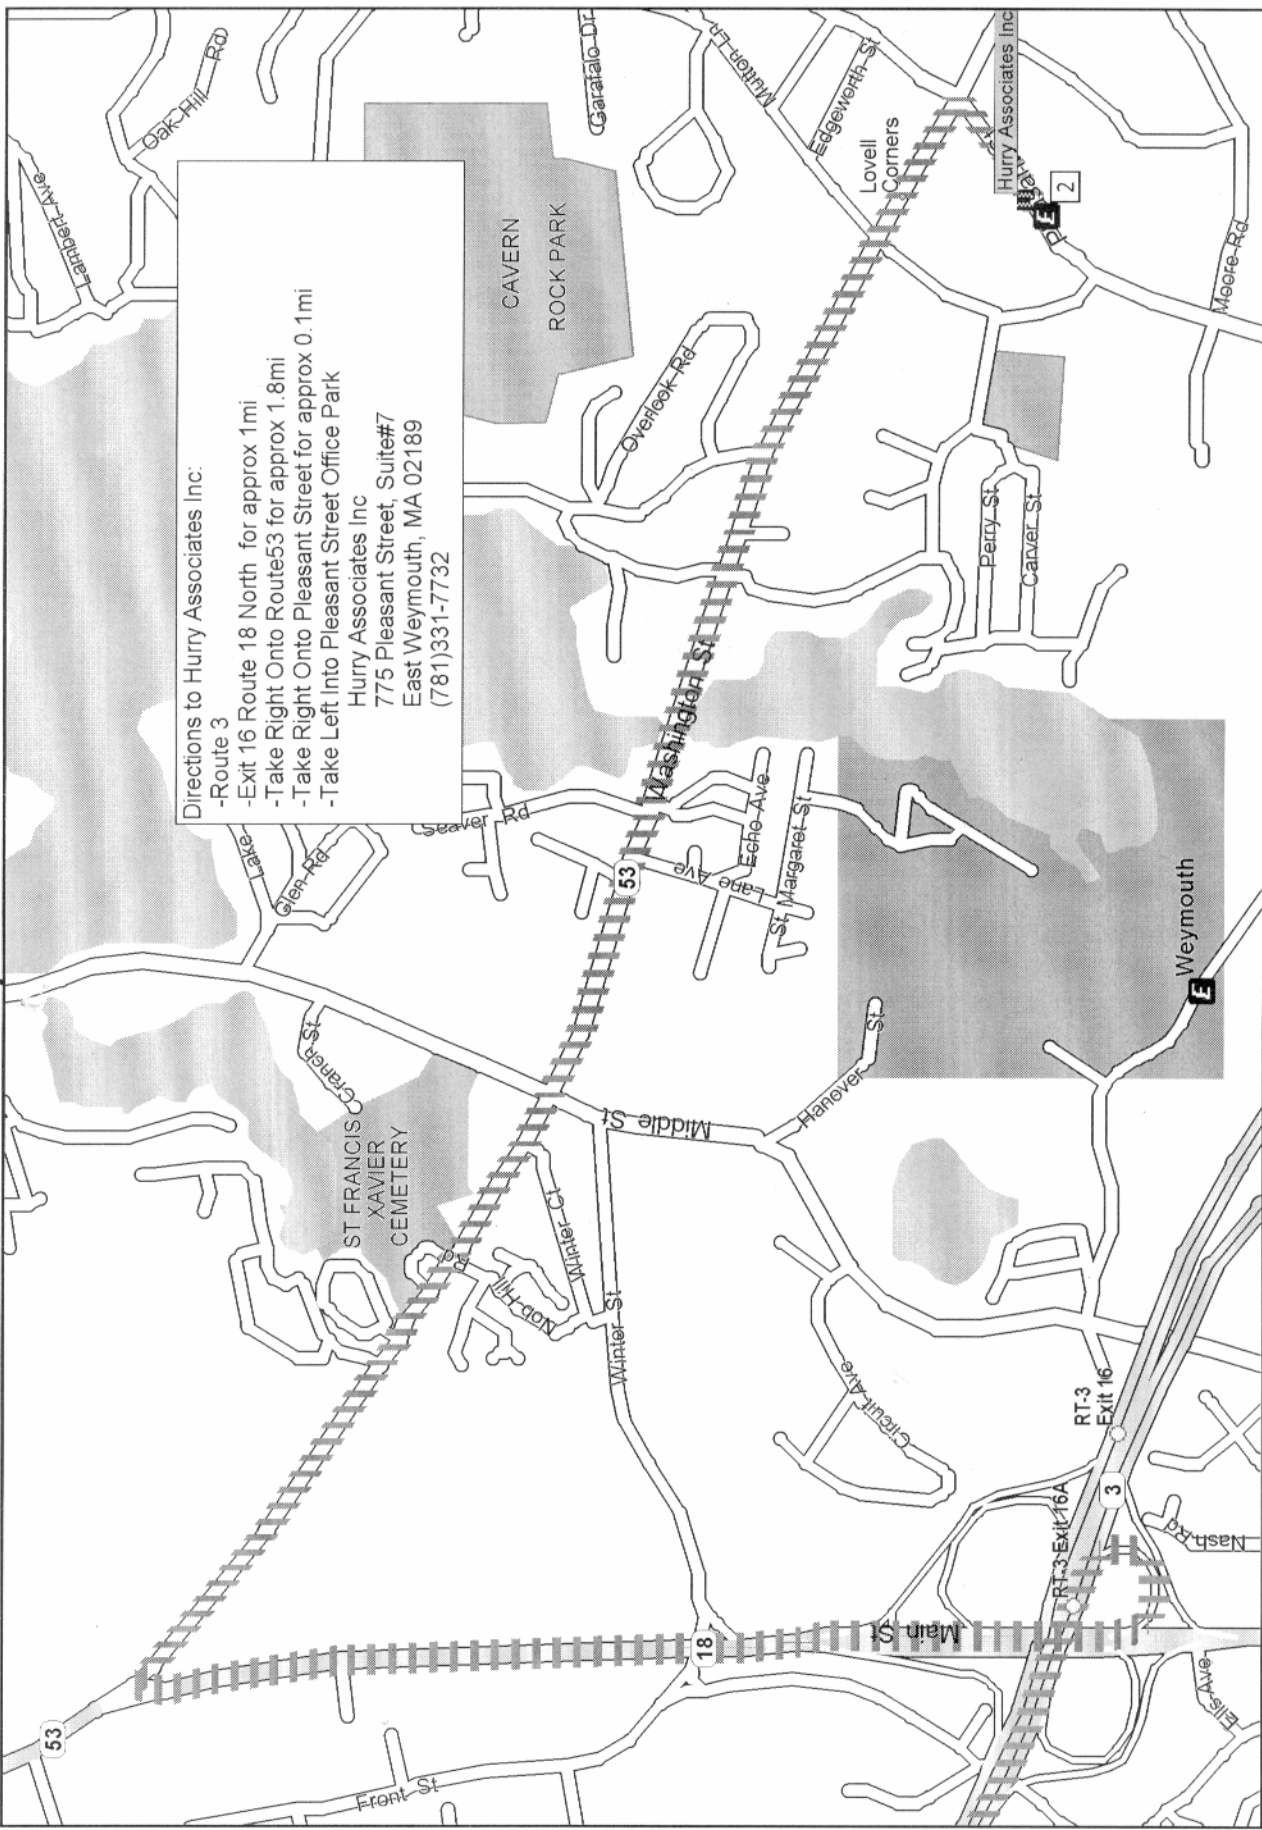 Directions to Hurry Associates Inc:
-Route 3
-Exit 16 Route 18 North for approx 1mi
-Take Right Onto Route53 for approx 1.8mi
-Take Right Onto Pleasant Street for approx 0.1mi
-Take Left Into Pleasant Street Office Park
Hurry Associates Inc
775 Pleasant Street, Suite#7
East Weymouth, MA 02189
(781)331-7732
53
Front St
18
Main St
Ells Ave
RT-3 Exit 16A
3
RT-3
Exit 16
Nash Rd
Nash
Circuit Ave
Winter St
Nob Hill
Rd
Winter Ct
ST FRANCIS
XAVIER
CEMETERY
Cranch St
Middle St
Hanover St
Weymouth
Lake
Glen Rd
Seaver Rd
53
Lane Ave
Echo Ave
St Margaret St
Washington St
Perry St
Carver St
Overlook Rd
CAVERN
ROCK PARK
Lambert Ave
Oak Hill Rd
Garafalo Dr
Mutton Ln
Edgeworth St
Lovell
Corners
Hurry Associates Inc
2
Moore Rd